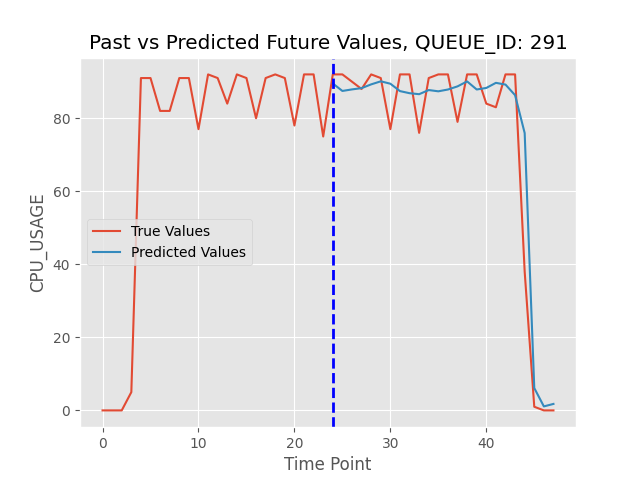 Past vs Predicted Future Values, QUEUE_ID: 291
CPU_USAGE
80
60
40
20
0
True Values
Predicted Values
0 10 20 30 40
Time Point